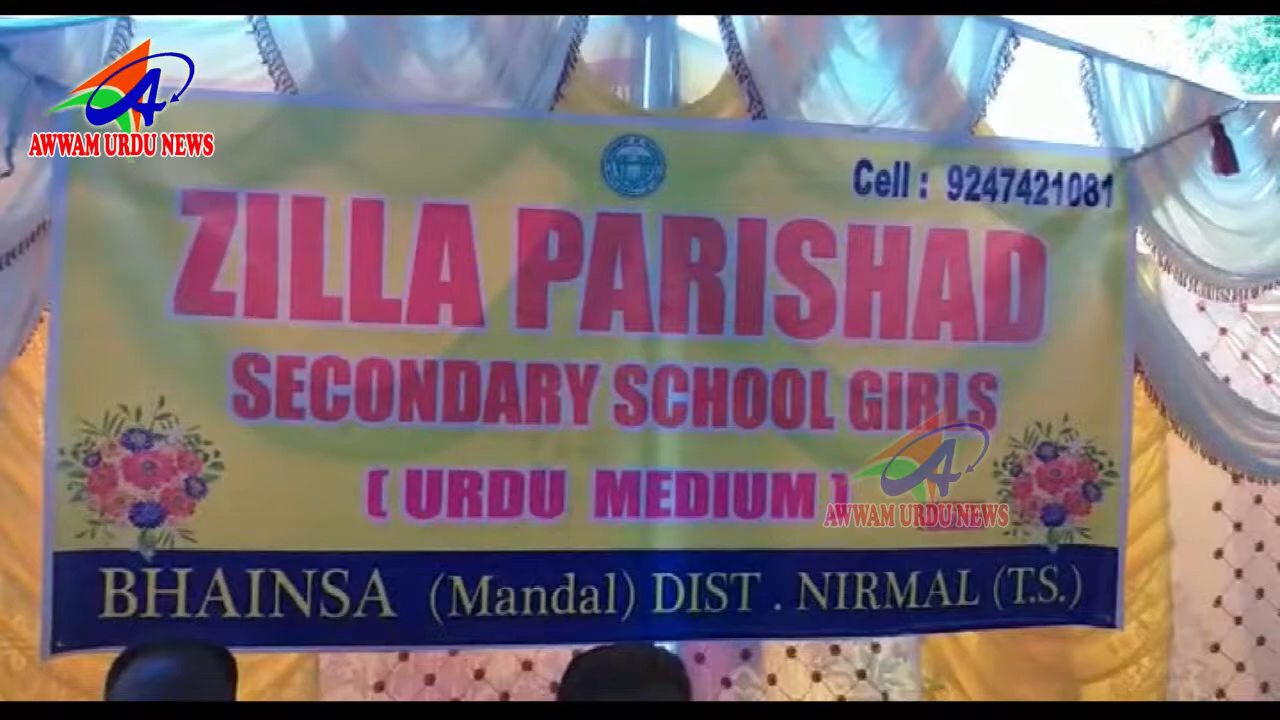 AWWAM URDU NEWS
Cell : 9247421081
ZILLA PARISHAD
SECONDARY SCHOOL GIRLS
( URDU MEDIUM )
AWWAM URDU NEWS
BHAINSA (Mandal) DIST . NIRMAL (T.S.)